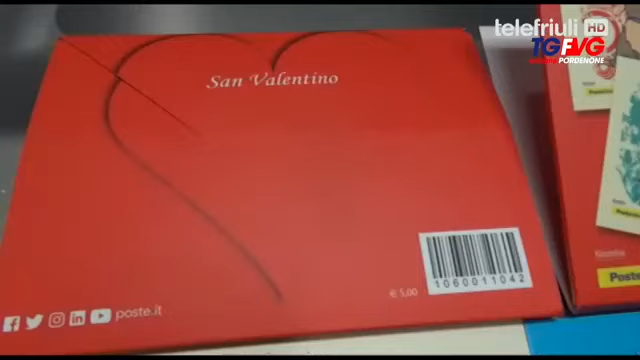 telefriuli HD
TGFVG
PORDENONE
San Valentino
1060011042
€ 5,00
poste.it
Poste